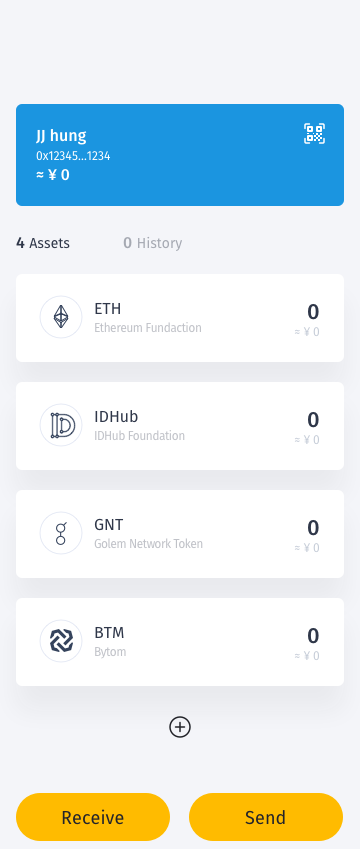 JJ hung
0x12345...1234
≈ ¥ 0
4 Assets
0 History
ETH
Ethereum Fundaction
0
≈ ¥ 0
IDHub
IDHub Foundation
0
≈ ¥ 0
GNT
Golem Network Token
0
≈ ¥ 0
BTM
Bytom
0
≈ ¥ 0
Receive
Send